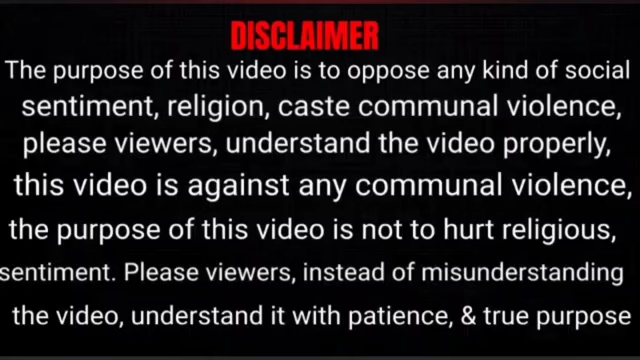 DISCLAIMER
The purpose of this video is to oppose any kind of social
sentiment, religion, caste communal violence,
please viewers, understand the video properly,
this video is against any communal violence,
the purpose of this video is not to hurt religious,
sentiment. Please viewers, instead of misunderstanding
the video, understand it with patience, & true purpose